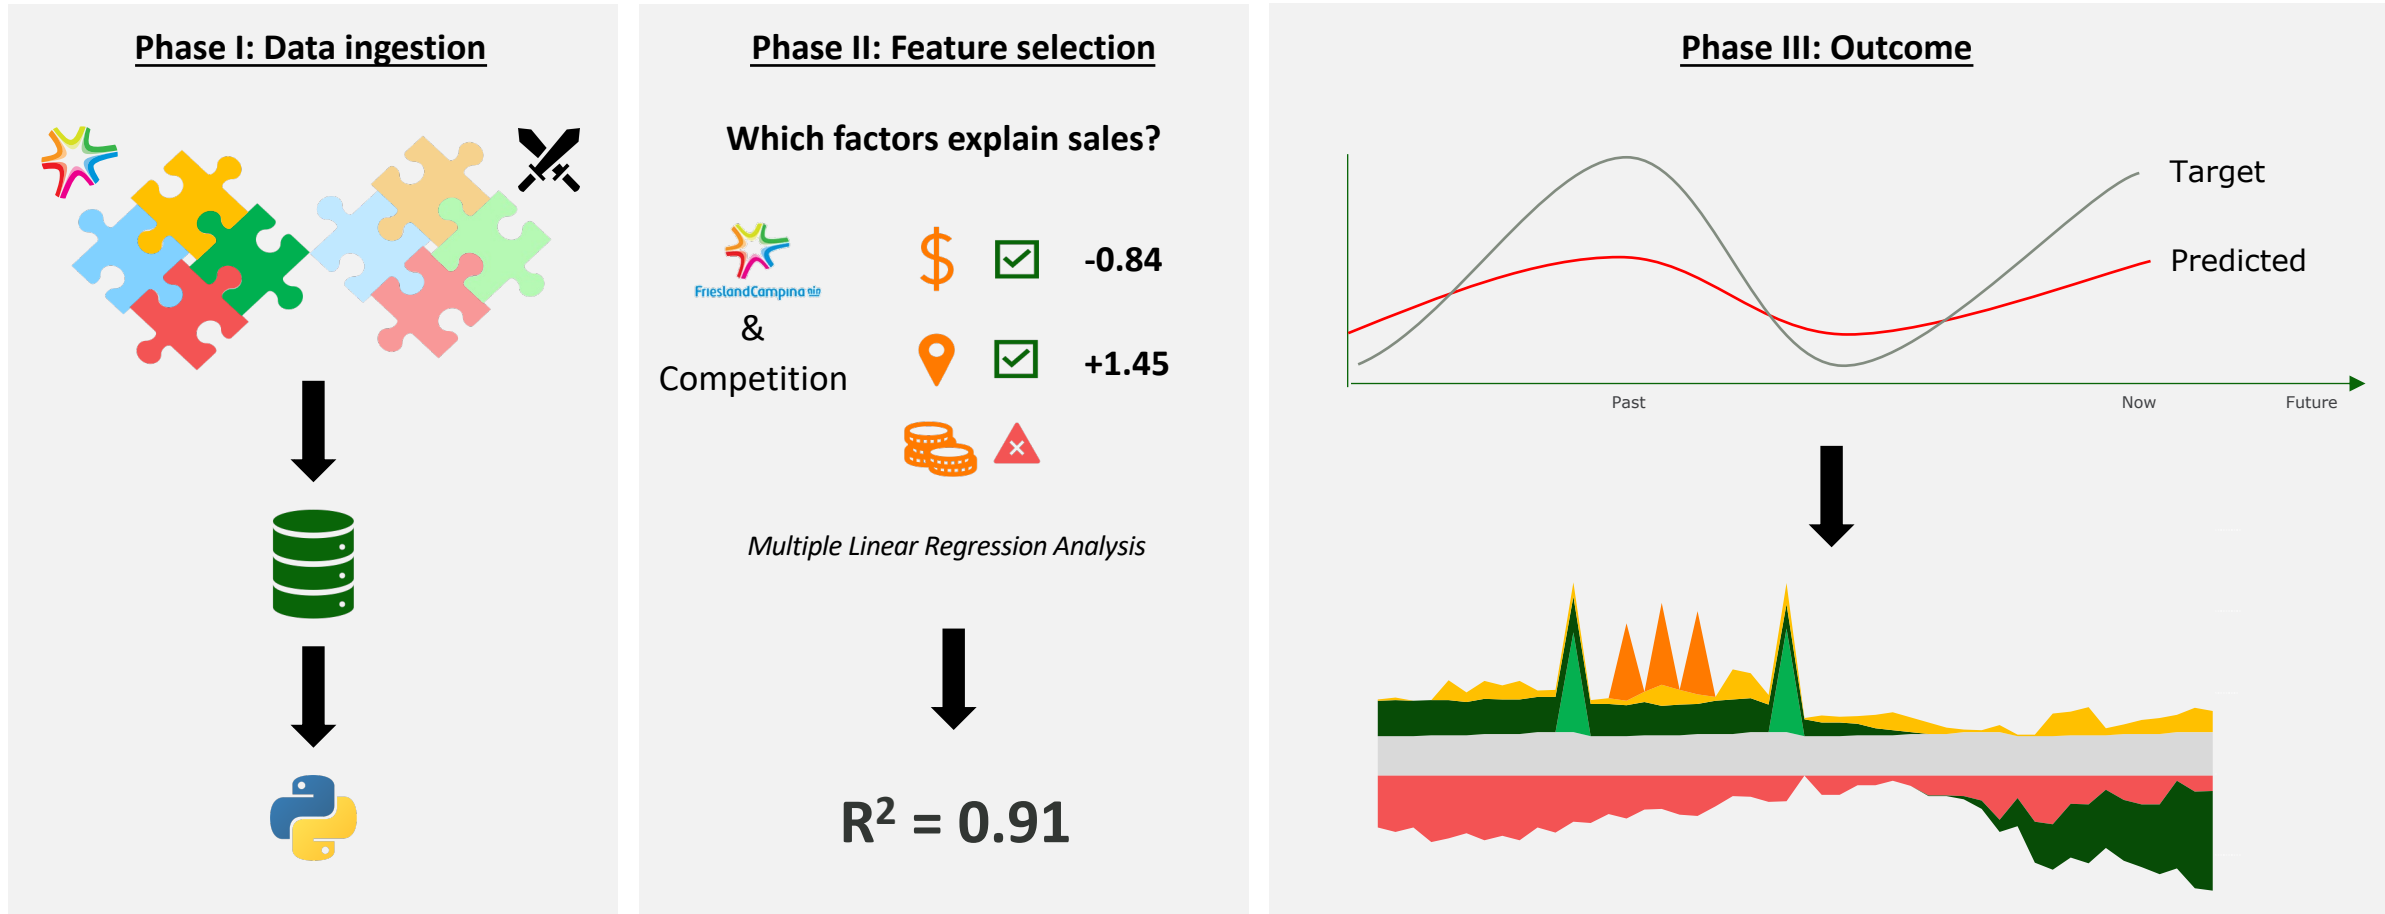 Phase I: Data ingestion
Phase II: Feature selection
Which factors explain sales?
FrieslandCampina
&
Competition
-0.84
+1.45
Multiple Linear Regression Analysis
R² = 0.91
Phase III: Outcome
Target
Predicted
Past
Now
Future